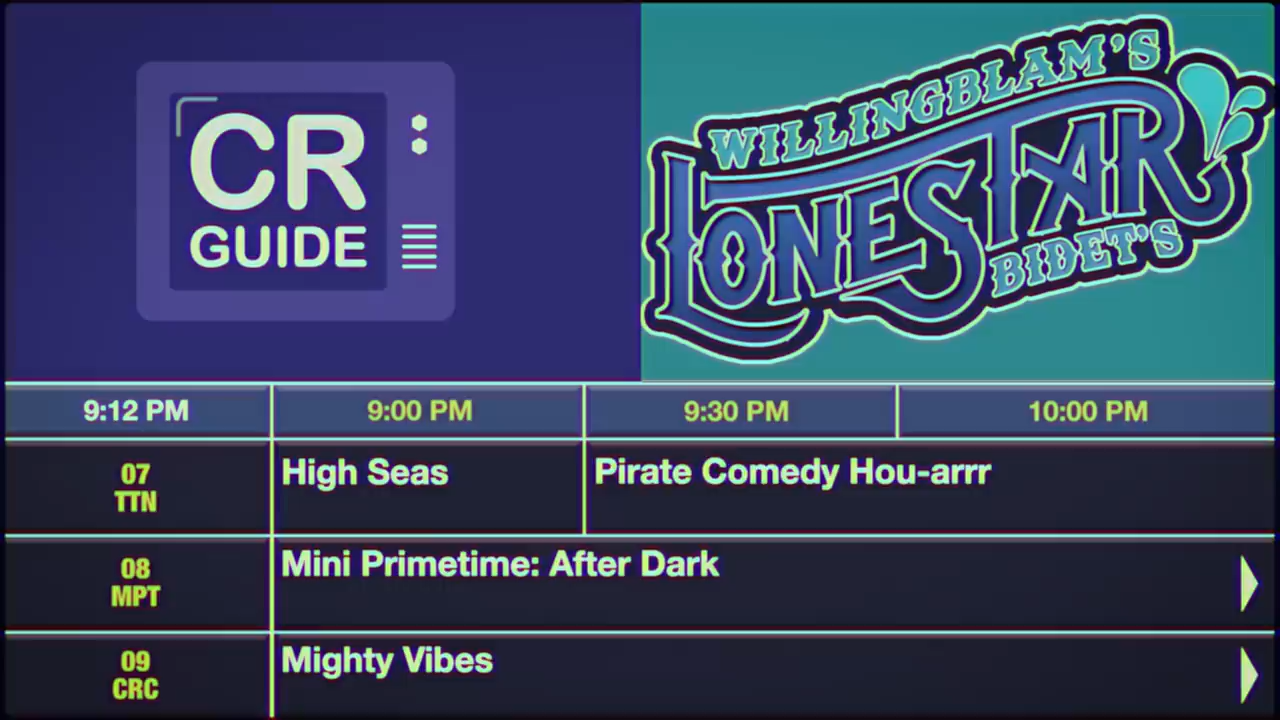 CR
GUIDE
WILLINGBLAM'S
LONESTAR
BIDET'S
9:12 PM
9:00 PM
9:30 PM
10:00 PM
07
TTN
High Seas
Pirate Comedy Hou-arrr
08
MPT
Mini Primetime: After Dark
09
CRC
Mighty Vibes